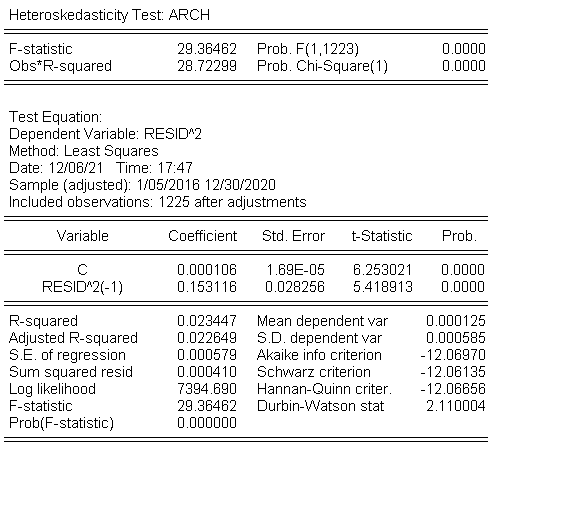 Heteroskedasticity Test: ARCH
F-statistic 29.36462 Prob. F(1,1223) 0.0000
Obs*R-squared 28.72299 Prob. Chi-Square(1) 0.0000
Test Equation:
Dependent Variable: RESID^2
Method: Least Squares
Date: 12/06/21 Time: 17:47
Sample (adjusted): 1/05/2016 12/30/2020
Included observations: 1225 after adjustments
Variable Coefficient Std. Error t-Statistic Prob.
C 0.000106 1.69E-05 6.253021 0.0000
RESID^2(-1) 0.153116 0.028256 5.418913 0.0000
R-squared 0.023447 Mean dependent var 0.000125
Adjusted R-squared 0.022649 S.D. dependent var 0.000585
S.E. of regression 0.000579 Akaike info criterion -12.06970
Sum squared resid 0.000410 Schwarz criterion -12.06135
Log likelihood 7394.690 Hannan-Quinn criter. -12.06656
F-statistic 29.36462 Durbin-Watson stat 2.110004
Prob(F-statistic) 0.000000